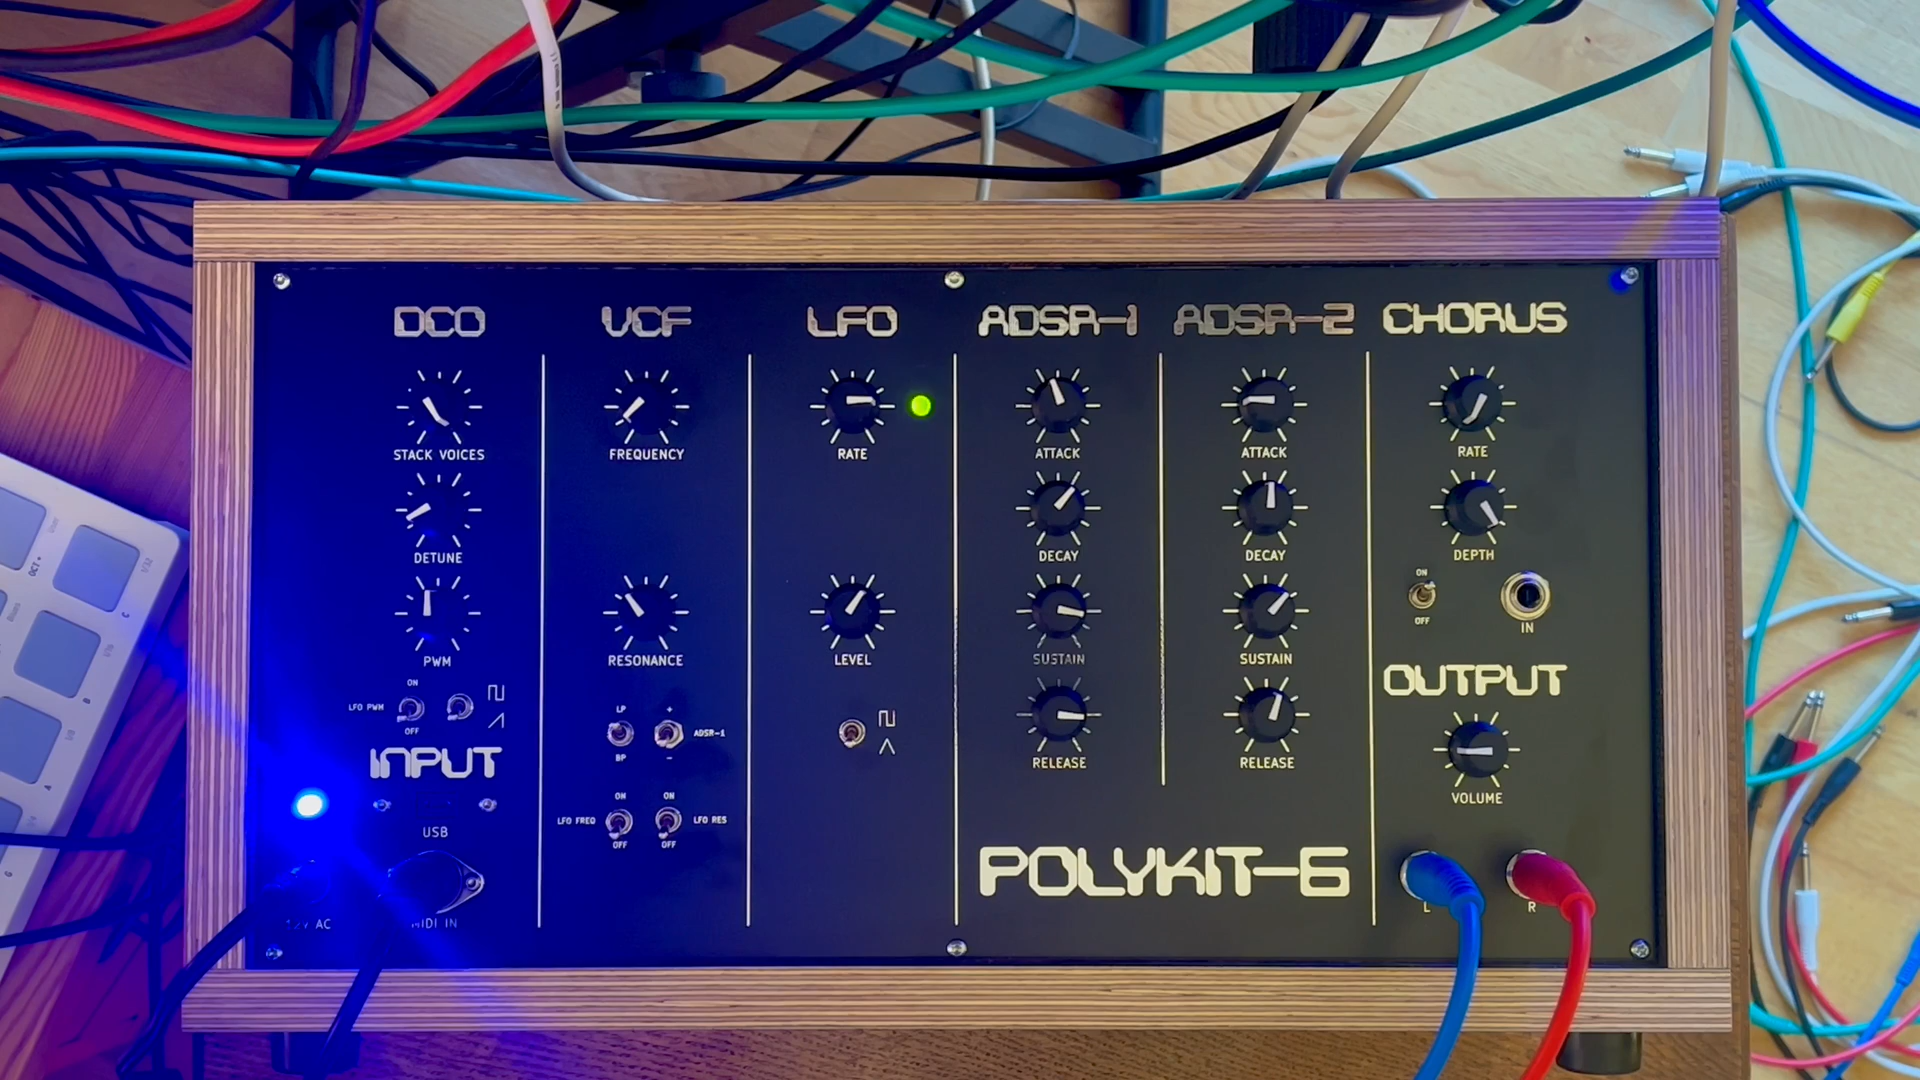 DCO
STACK VOICES
DETUNE
PWM
ON
LFO PWM
OFF
INPUT
USB
12V AC
MIDI IN
VCF
FREQUENCY
RESONANCE
LP
+
ADSR-1
BP
-
ON
ON
LFO FREQ
LFO RES
OFF
OFF
LFO
RATE
LEVEL
ADSR-1
ATTACK
DECAY
SUSTAIN
RELEASE
ADSR-2
ATTACK
DECAY
SUSTAIN
RELEASE
POLYKIT-6
CHORUS
RATE
DEPTH
ON
OFF
IN
OUTPUT
VOLUME
L
R
OCT+